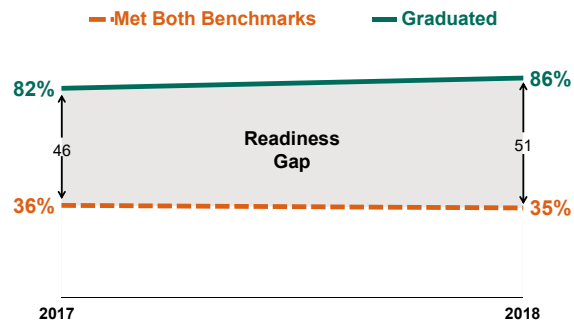 Met Both Benchmarks
Graduated
82%
86%
46
Readiness
Gap
51
36%
35%
2017
2018